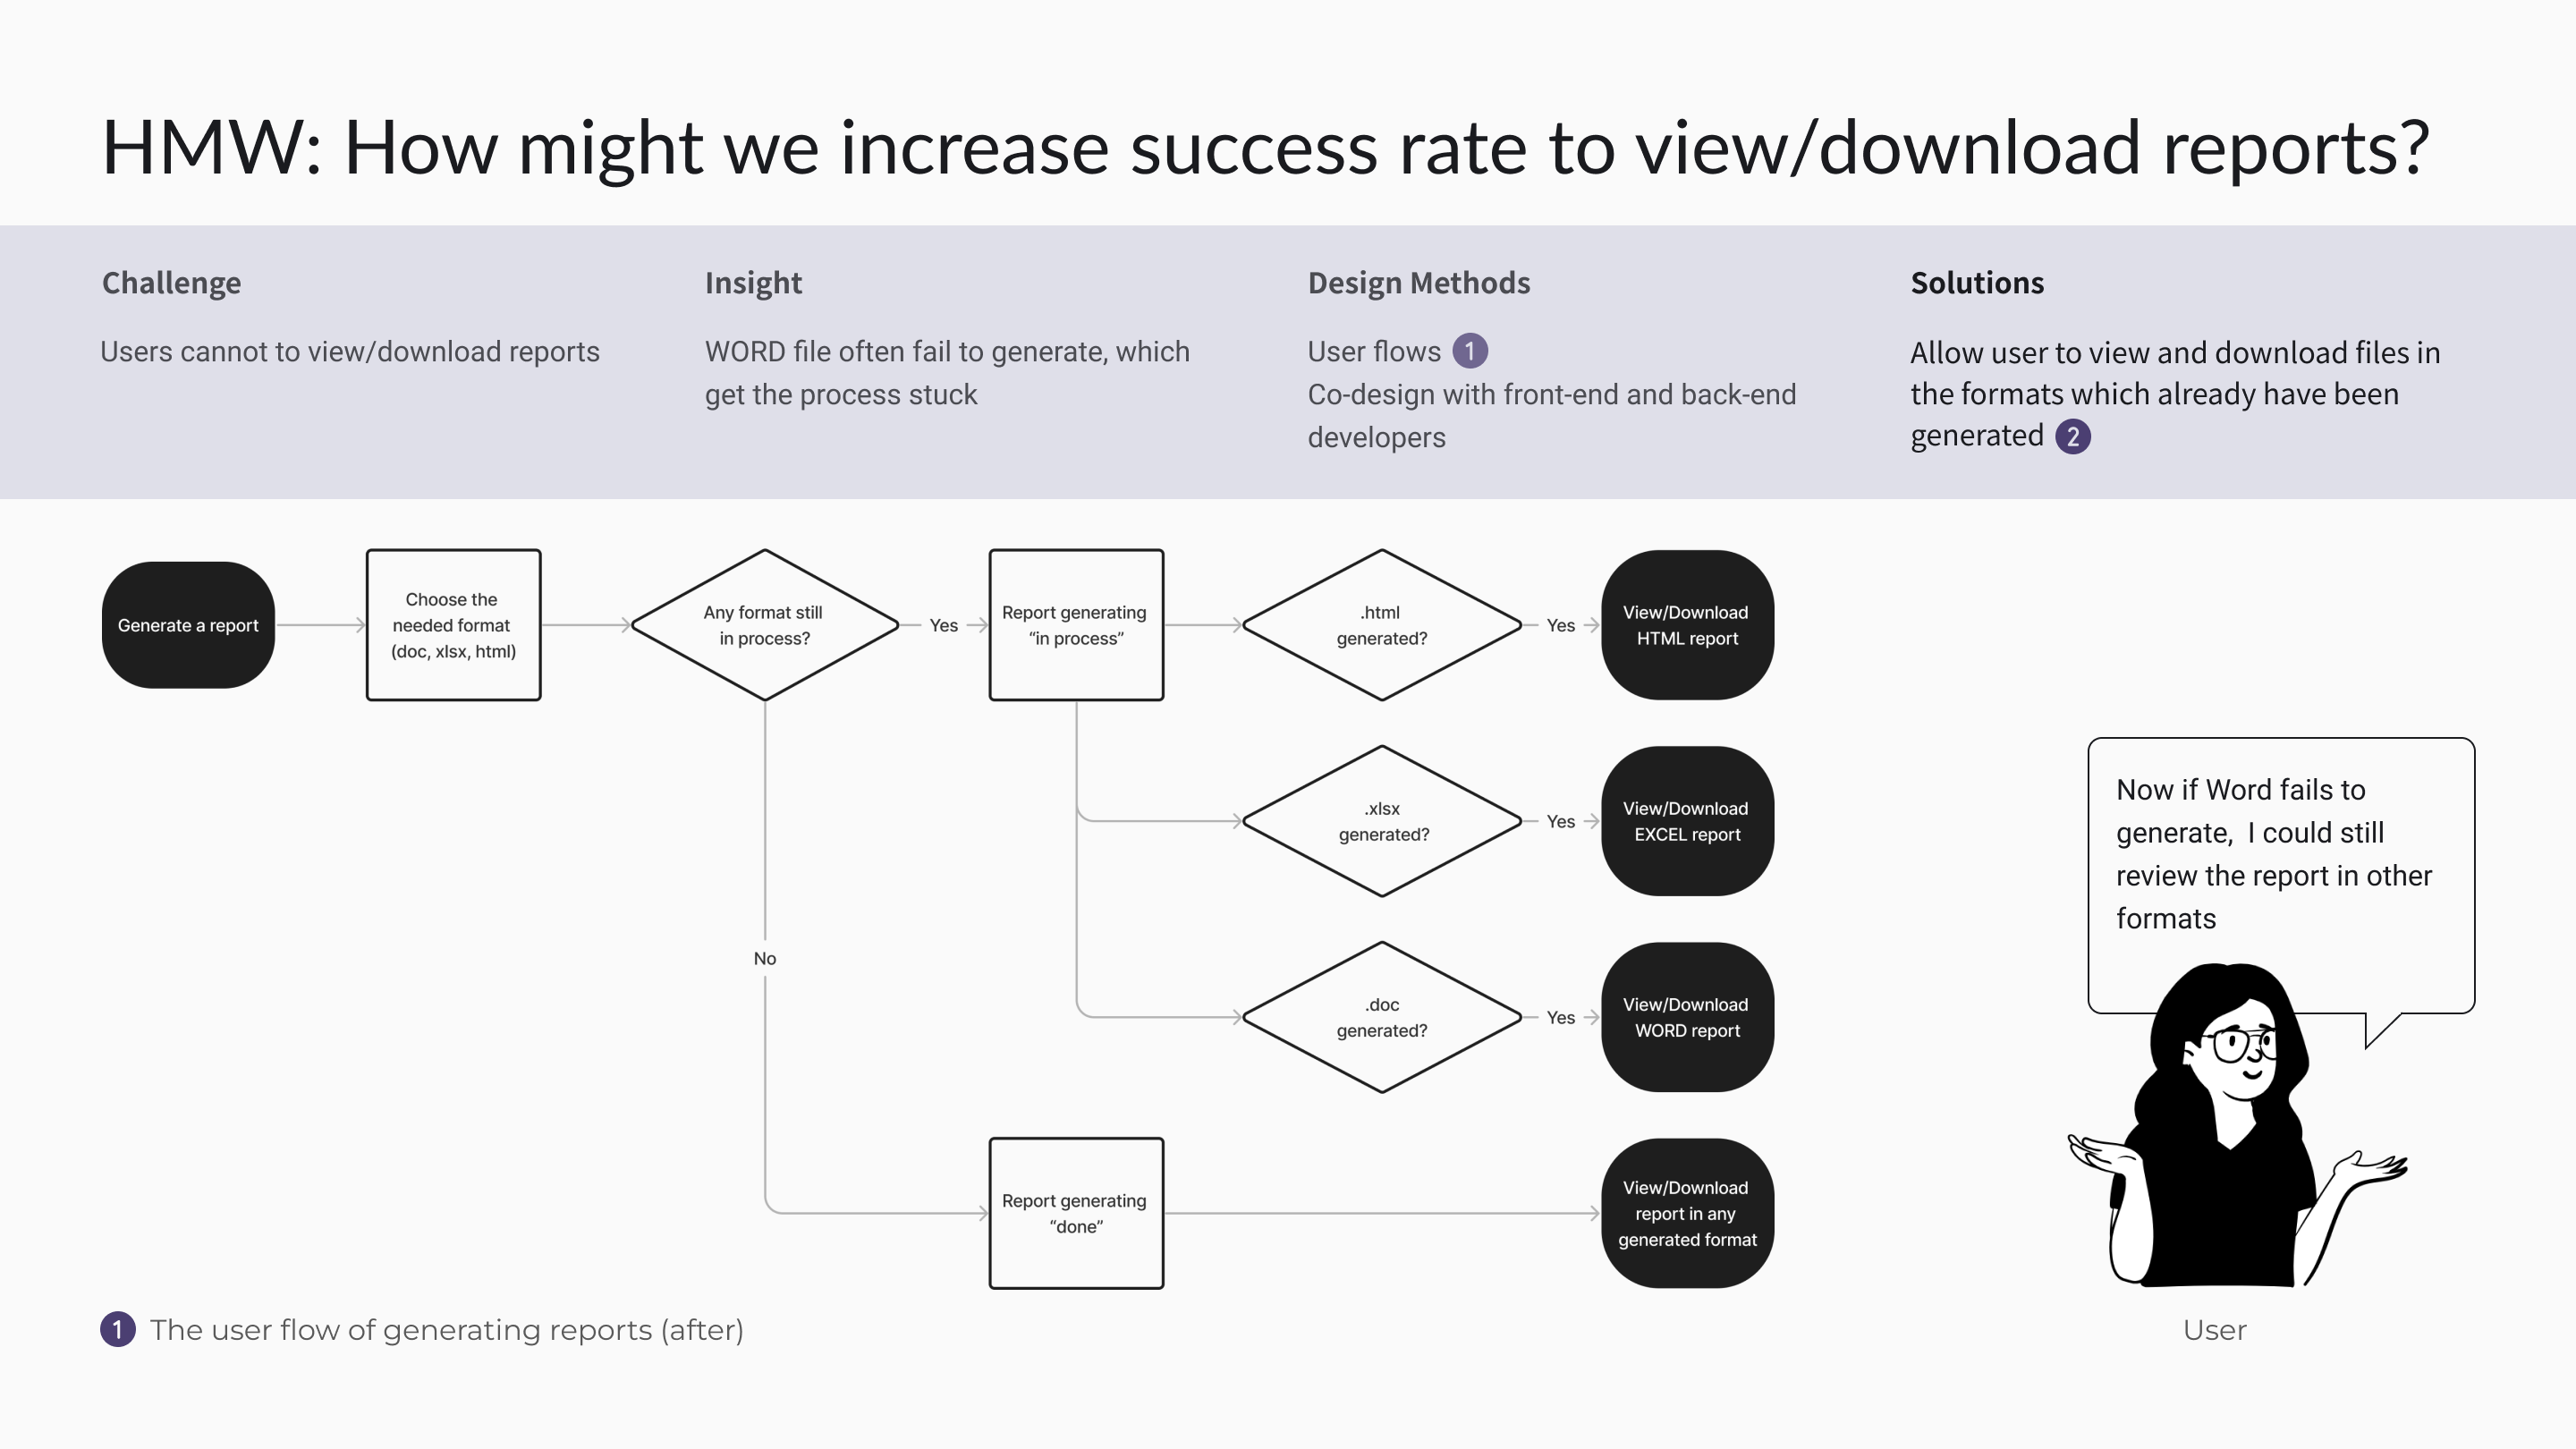 HMW: How might we increase success rate to view/download reports?
Challenge
Users cannot to view/download reports
Insight
WORD file often fail to generate, which
get the process stuck
Design Methods
User flows 1
Co-design with front-end and back-end
developers
Solutions
Allow user to view and download files in
the formats which already have been
generated 2
Generate a report
Choose the
needed format
(doc, xlsx, html)
Any format still
in process?
Yes
Report generating
“in process”
.html
generated?
Yes
View/Download
HTML report
.xlsx
generated?
Yes
View/Download
EXCEL report
No
.doc
generated?
Yes
View/Download
WORD report
Report generating
“done”
View/Download
report in any
generated format
Now if Word fails to
generate, I could still
review the report in other
formats
1 The user flow of generating reports (after)
User